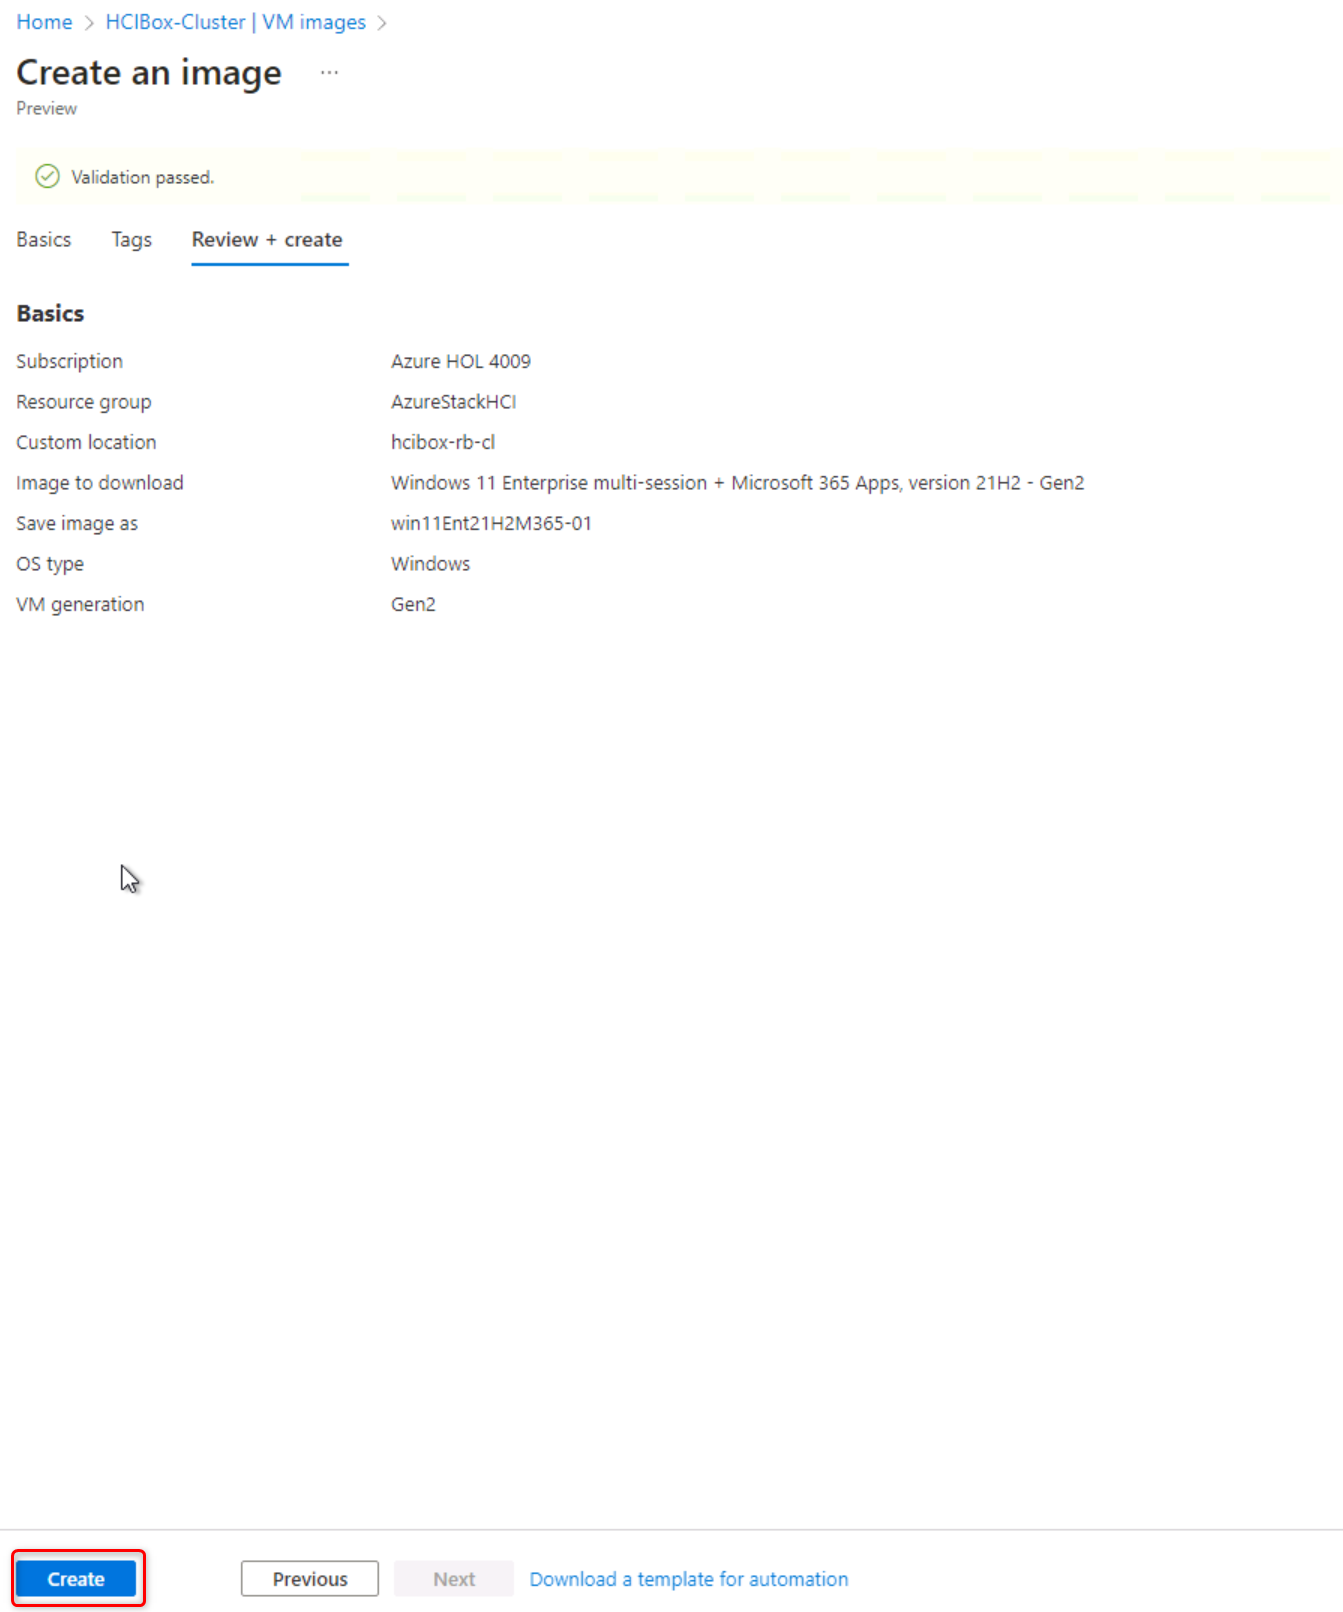 Home > HCIBox-Cluster | VM images >
Create an image ...
Preview
Validation passed.
Basics Tags Review + create
Basics
Subscription Azure HOL 4009
Resource group AzureStackHCI
Custom location hcibox-rb-cl
Image to download Windows 11 Enterprise multi-session + Microsoft 365 Apps, version 21H2 - Gen2
Save image as win11Ent21H2M365-01
OS type Windows
VM generation Gen2
Create Previous Next Download a template for automation